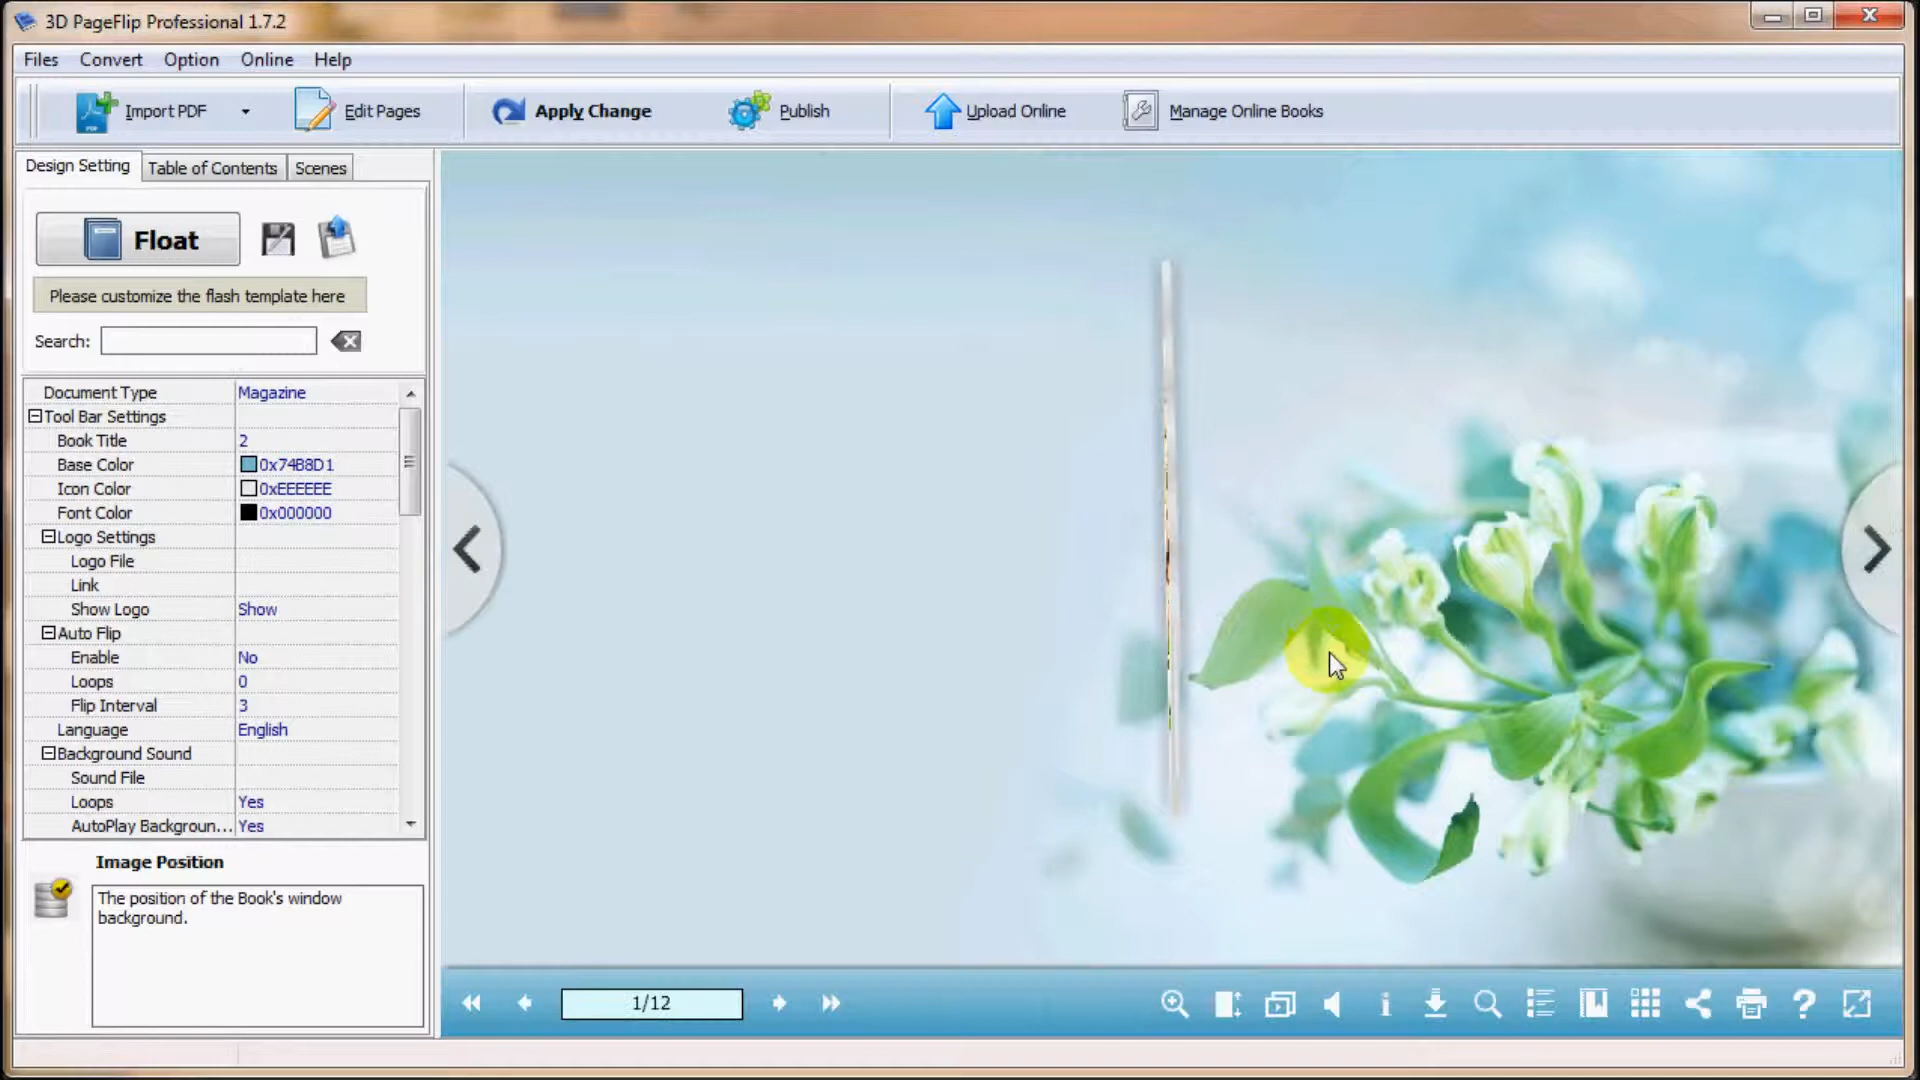 3D PageFlip Professional 1.7.2
Files Convert Option Online Help
Import PDF Edit Pages Apply Change Publish Upload Online Manage Online Books
Design Setting Table of Contents Scenes
Float
Please customize the flash template here
Search:
Document Type Magazine
Tool Bar Settings
Book Title 2
Base Color 0x74B8D1
Icon Color 0xEEEEEE
Font Color 0x000000
Logo Settings
Logo File
Link
Show Logo Show
Auto Flip
Enable No
Loops 0
Flip Interval 3
Language English
Background Sound
Sound File
Loops Yes
AutoPlay Backgroun... Yes
Image Position
The position of the Book's window
background.
1/12